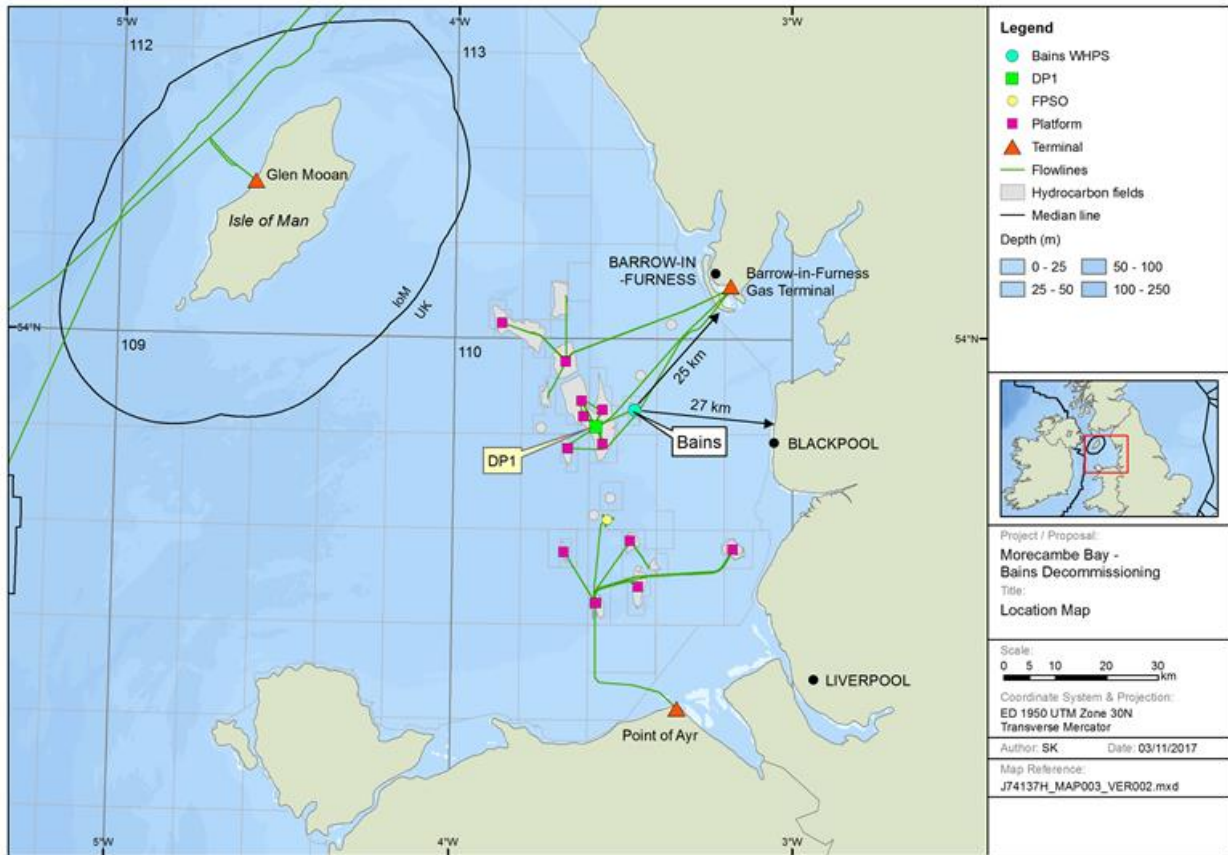 5°W
4°W
3°W
112
113
Glen Mooan
Isle of Man
IoM
UK
BARROW-IN
-FURNESS
Barrow-in-Furness
Gas Terminal
54°N
54°N
109
110
25 km
27 km
Bains
BLACKPOOL
DP1
LIVERPOOL
Point of Ayr
5°W
4°W
3°W
Legend
Bains WHPS
DP1
FPSO
Platform
Terminal
Flowlines
Hydrocarbon fields
Median line
Depth (m)
0 - 25
50 - 100
25 - 50
100 - 250
Project / Proposal:
Morecambe Bay -
Bains Decommissioning
Title:
Location Map
Scale:
0 5 10 20 30
km
Coordinate System & Projection:
ED 1950 UTM Zone 30N
Transverse Mercator
Author: SK Date: 03/11/2017
Map Reference:
J74137H_MAP003_VER002.mxd